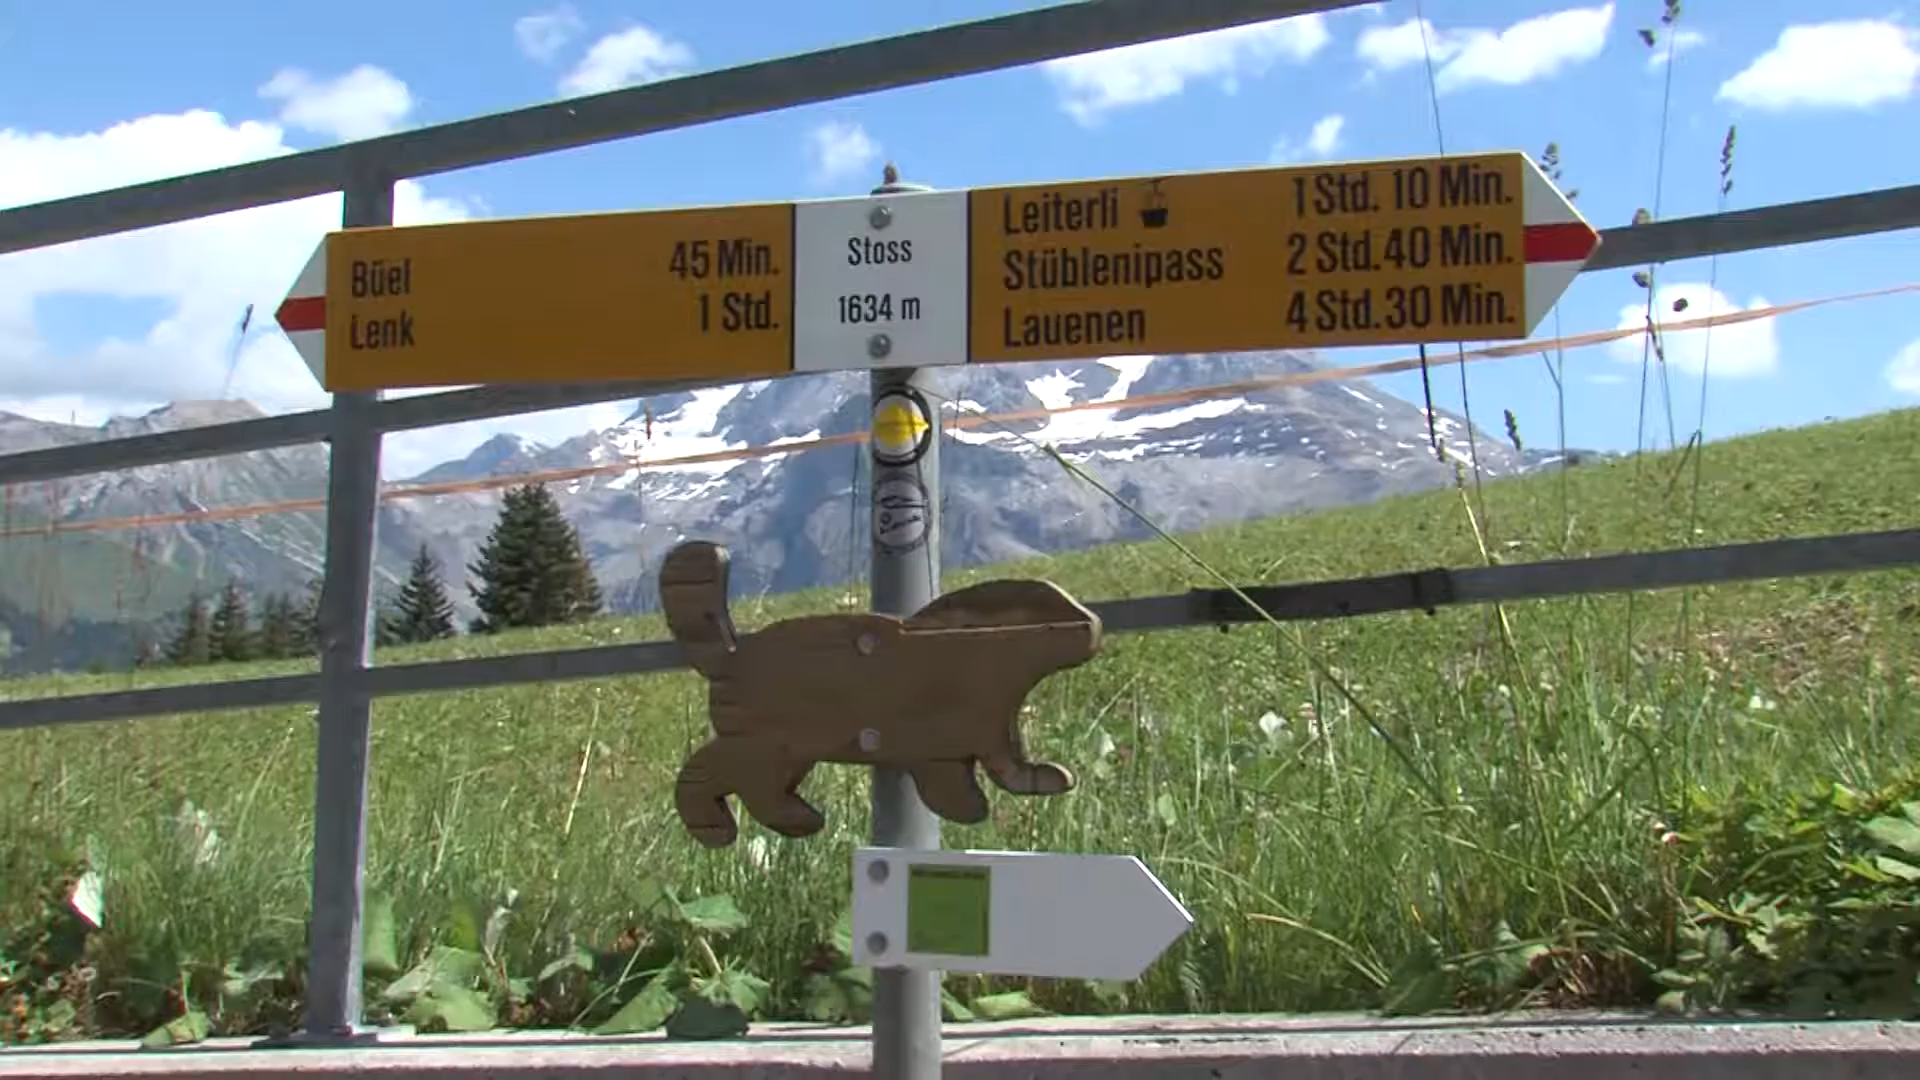 Büel 45 Min.
Lenk 1 Std.
Stoss
1634 m
Leiterli 1 Std. 10 Min.
Stüblenipass 2 Std. 40 Min.
Lauenen 4 Std. 30 Min.